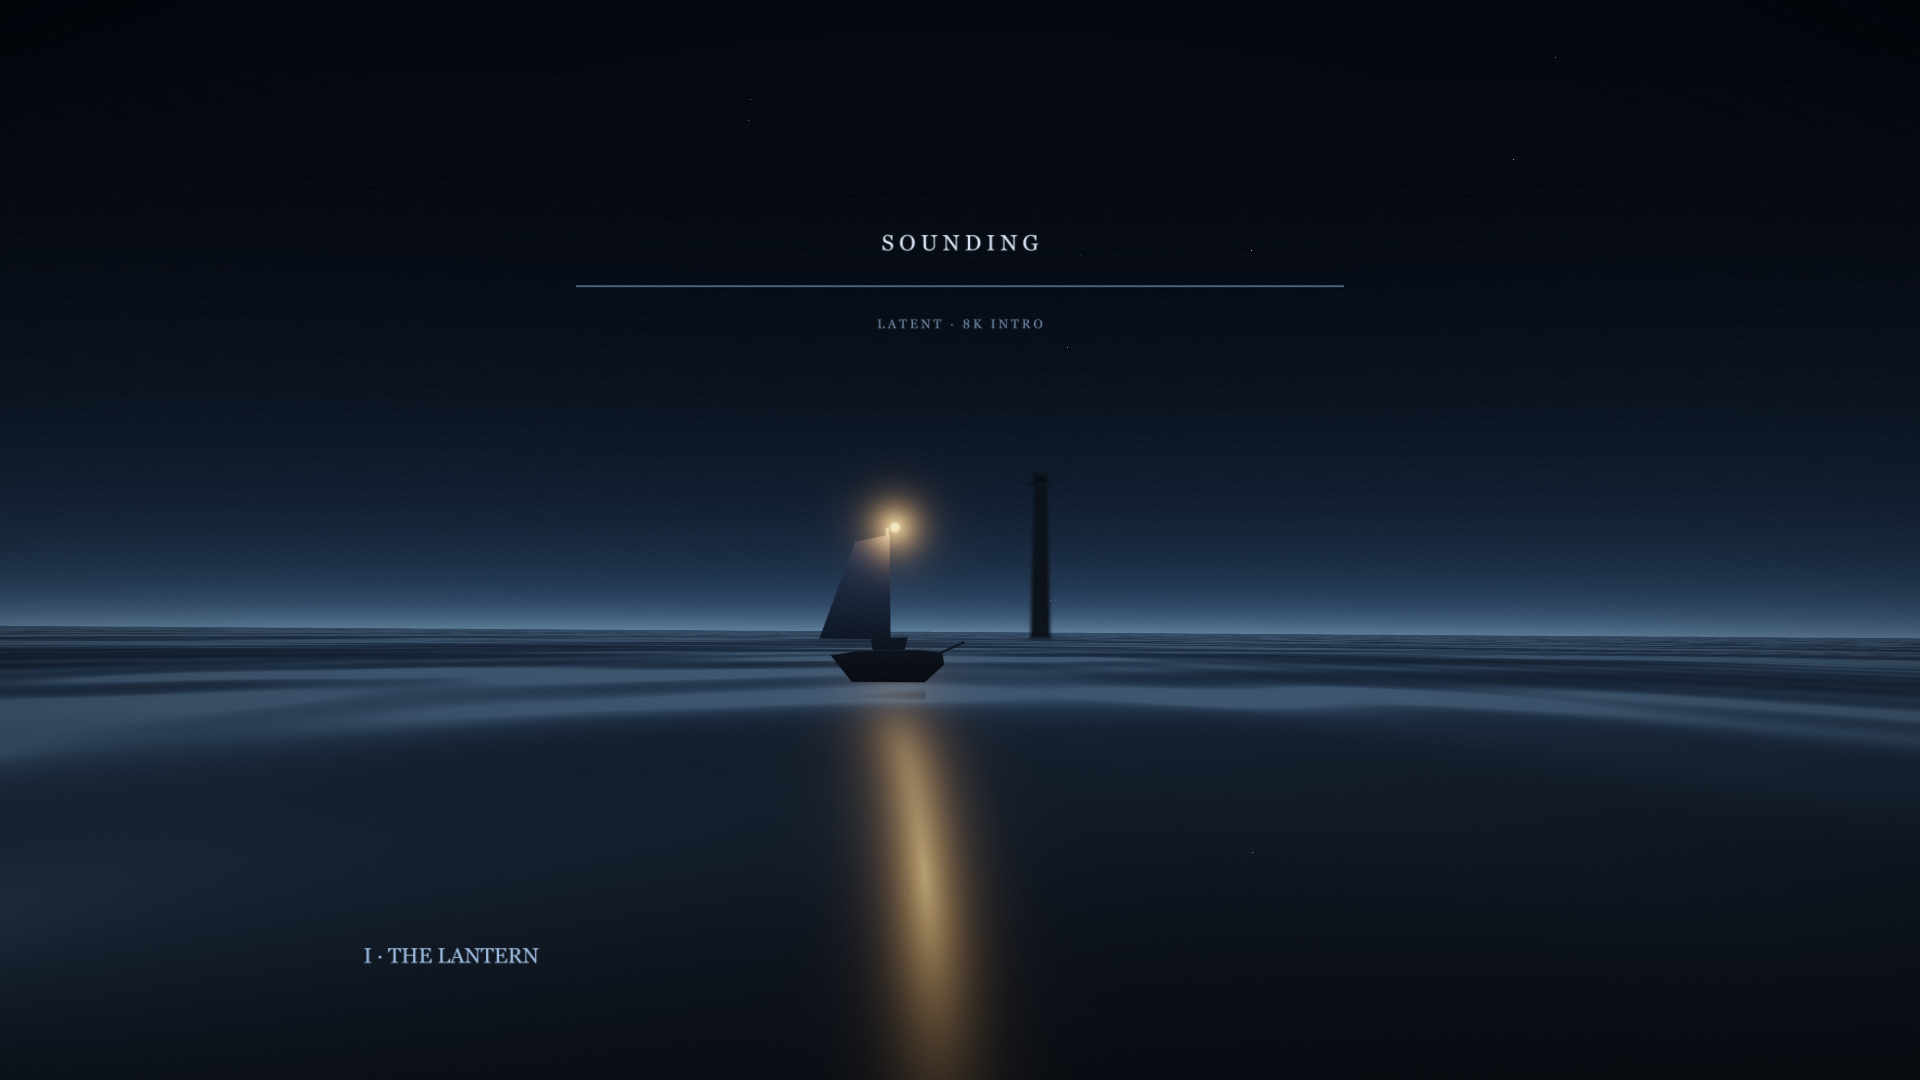 SOUNDING
LATENT · 8K INTRO
I · THE LANTERN